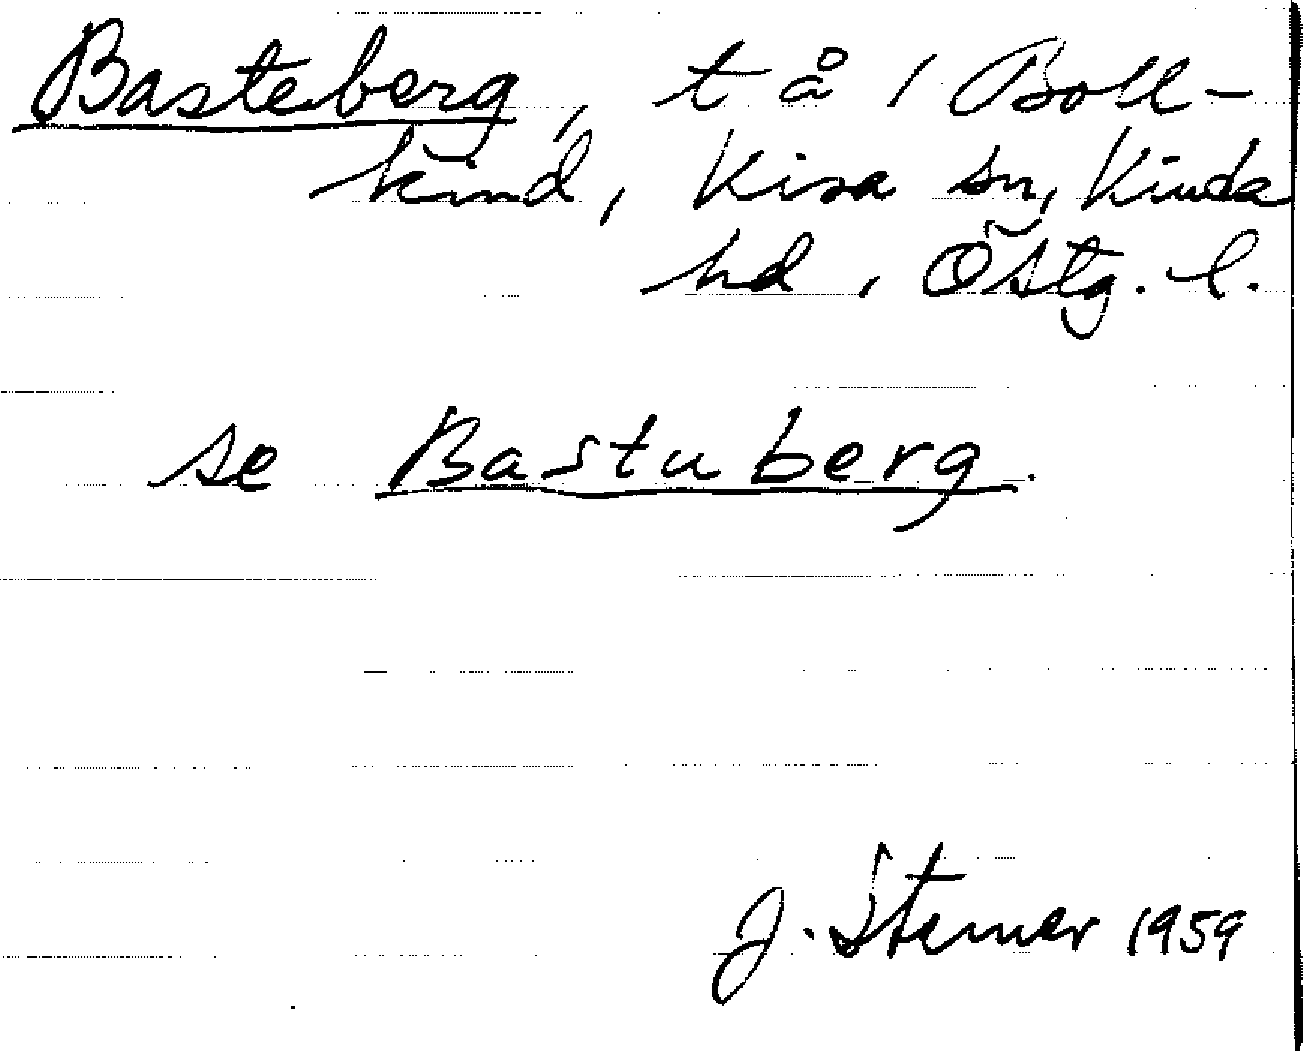 Basteberg, t å 1 Boll-
kind, Kisa sn, Kinda
hd, Östg. l.
se Bastuberg.
J. Sterner 1959